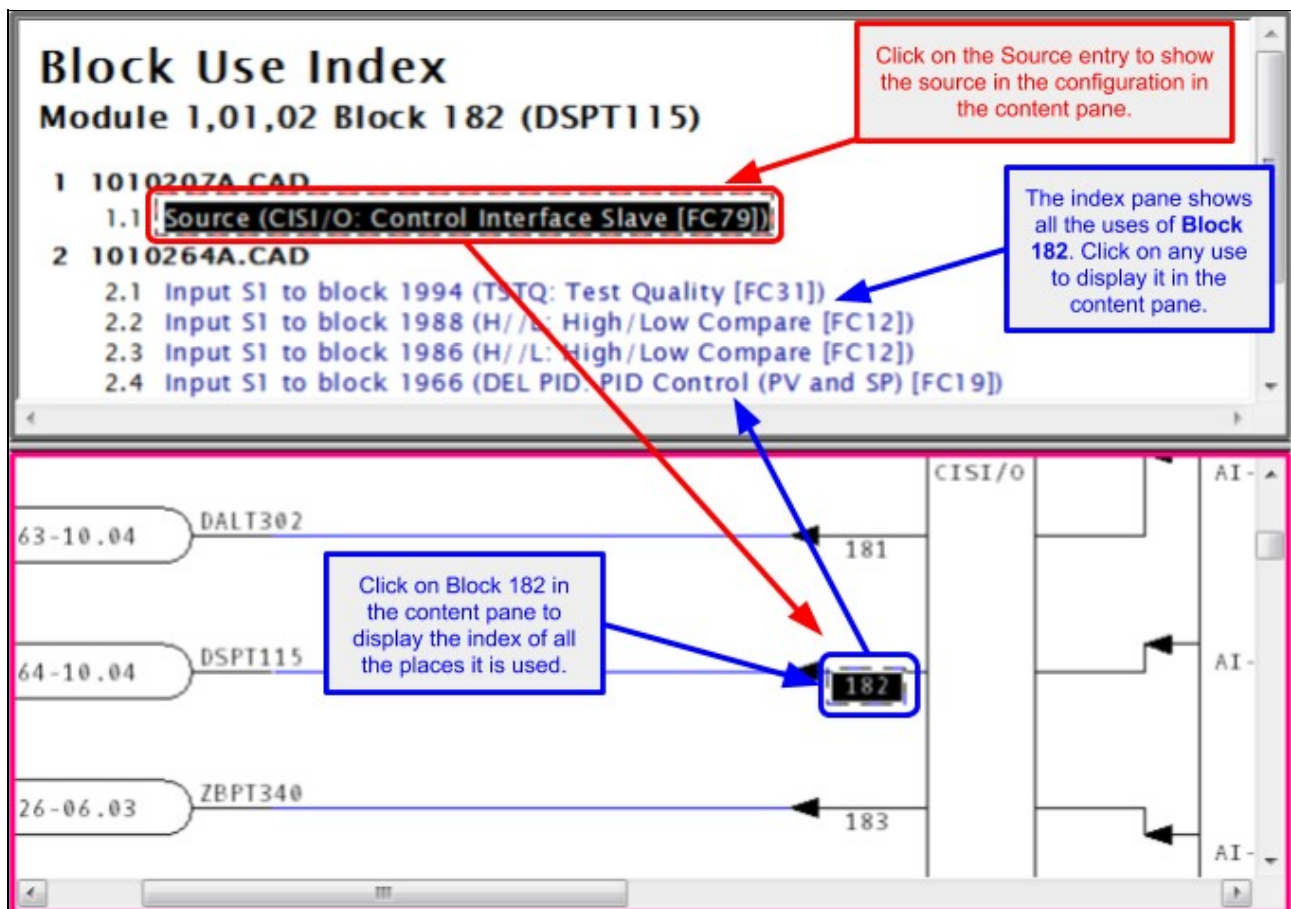 Block Use Index
Module 1,01,02 Block 182 (DSPT115)
Click on the Source entry to show
the source in the configuration in
the content pane.
1 1010207A.CAD
1.1 Source (CISI/O: Control Interface Slave [FC79])
2 1010264A.CAD
2.1 Input S1 to block 1994 (TSTQ: Test Quality [FC31])
2.2 Input S1 to block 1988 (H//L: High/Low Compare [FC12])
2.3 Input S1 to block 1986 (H//L: High/Low Compare [FC12])
2.4 Input S1 to block 1966 (DEL PID: PID Control (PV and SP) [FC19])
The index pane shows
all the uses of Block
182. Click on any use
to display it in the
content pane.
CISI/O
AI-
63-10.04
DALT302
181
Click on Block 182 in
the content pane to
display the index of all
the places it is used.
64-10.04
DSPT115
182
AI-
26-06.03
ZBPT340
183
AI-